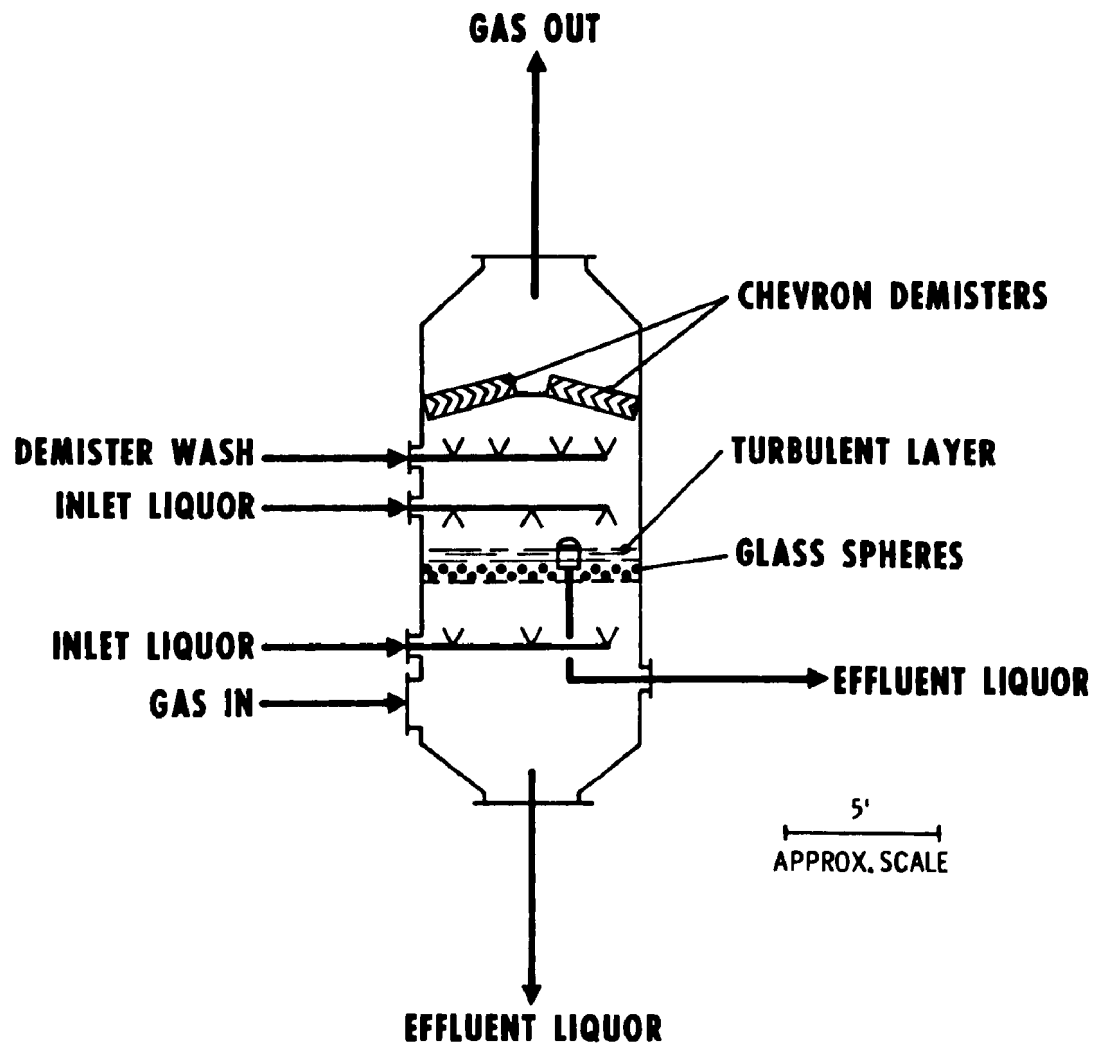 GAS OUT
CHEVRON DEMISTERS
DEMISTER WASH
TURBULENT LAYER
INLET LIQUOR
GLASS SPHERES
INLET LIQUOR
EFFLUENT LIQUOR
GAS IN
5'
APPROX. SCALE
EFFLUENT LIQUOR